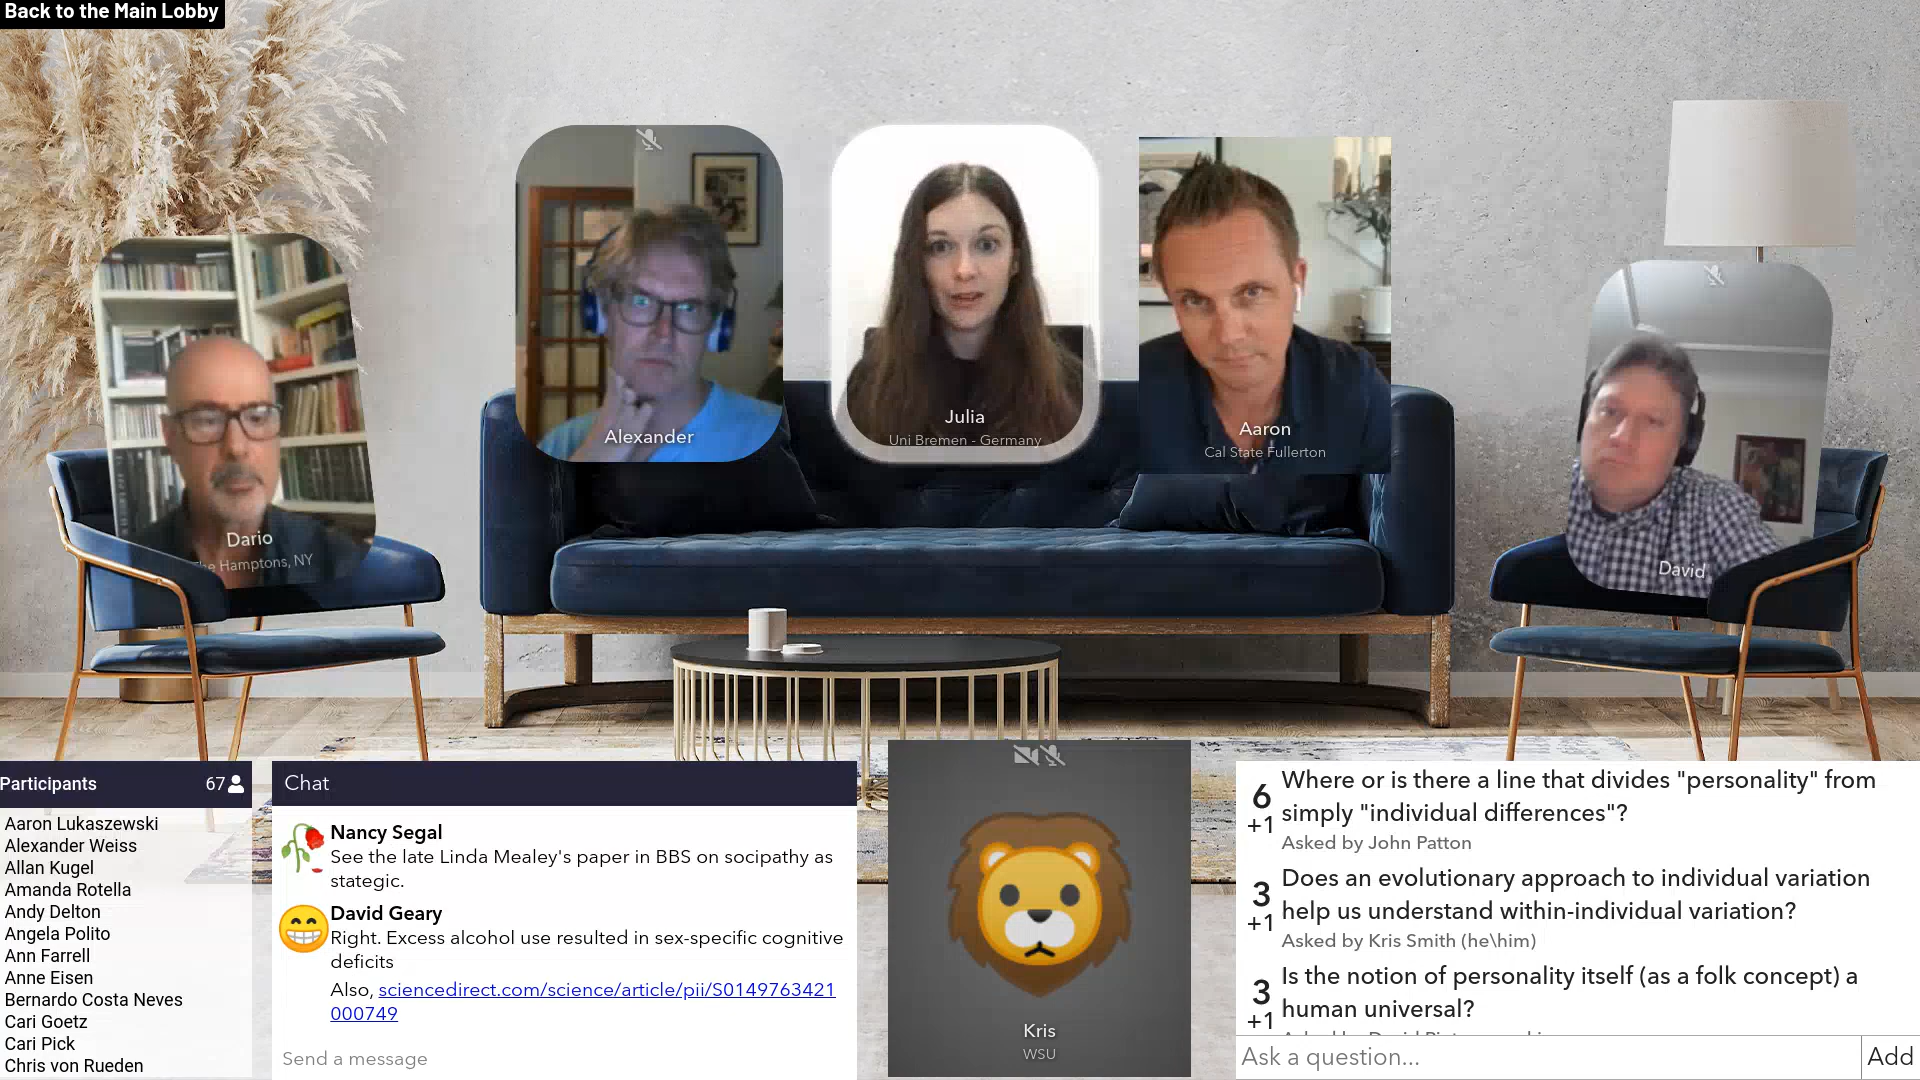 Back to the Main Lobby
Alexander
Julia
Uni Bremen - Germany
Aaron
Cal State Fullerton
Dario
Hamptons, NY
David
Participants
67
Aaron Lukaszewski
Alexander Weiss
Allan Kugel
Amanda Rotella
Andy Delton
Angela Polito
Ann Farrell
Anne Eisen
Bernardo Costa Neves
Cari Goetz
Cari Pick
Chris von Rueden
Chat
Nancy Segal
See the late Linda Mealey's paper in BBS on socipathy as
stategic.
David Geary
Right. Excess alcohol use resulted in sex-specific cognitive
deficits
Also, sciencedirect.com/science/article/pii/S0149763421
000749
Send a message
Kris
WSU
6
+1
Where or is there a line that divides "personality" from
simply "individual differences"?
Asked by John Patton
3
+1
Does an evolutionary approach to individual variation
help us understand within-individual variation?
Asked by Kris Smith (he\him)
3
+1
Is the notion of personality itself (as a folk concept) a
human universal?
Ask a question...
Add